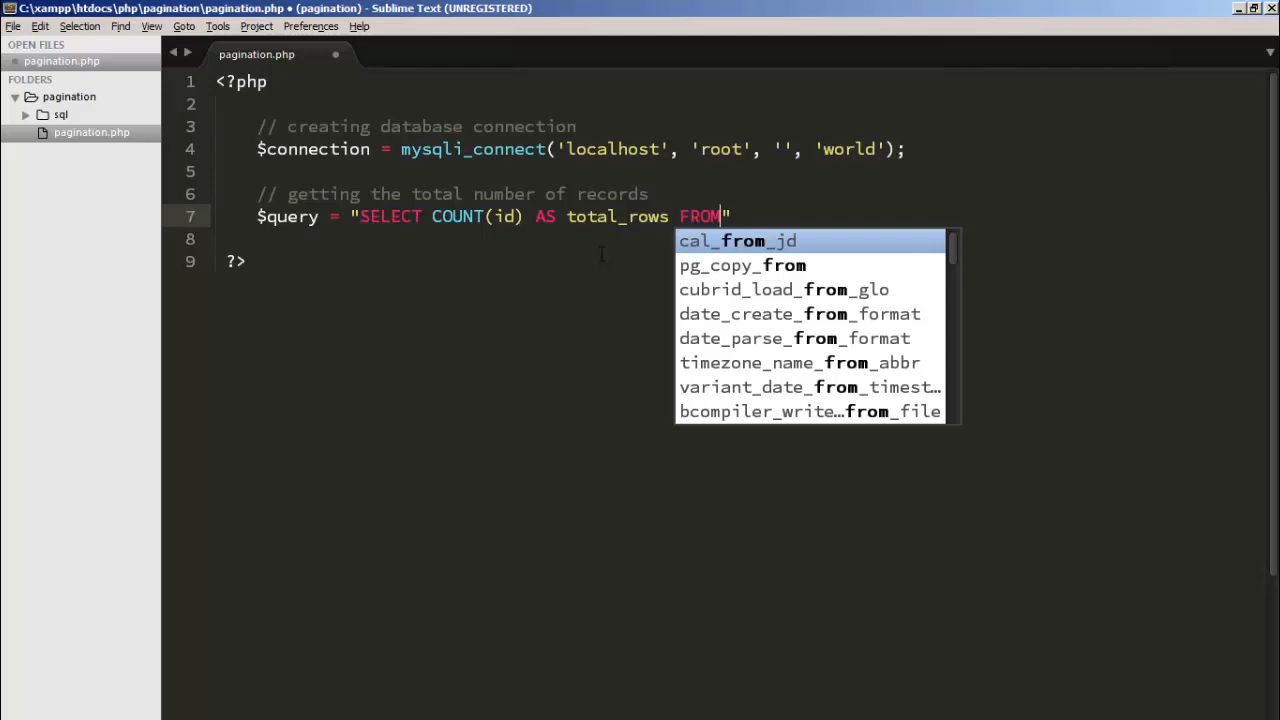 C:\xampp\htdocs\php\pagination\pagination.php • (pagination) - Sublime Text (UNREGISTERED)
File Edit Selection Find View Goto Tools Project Preferences Help
OPEN FILES
pagination.php
FOLDERS
pagination
sql
pagination.php
pagination.php
1 <?php
2
3 // creating database connection
4 $connection = mysqli_connect('localhost', 'root', '', 'world');
5
6 // getting the total number of records
7 $query = "SELECT COUNT(id) AS total_rows FROM"
8
9 ?>
cal_from_jd
pg_copy_from
cubrid_load_from_glo
date_create_from_format
date_parse_from_format
timezone_name_from_abbr
variant_date_from_timest…
bcompiler_write…from_file